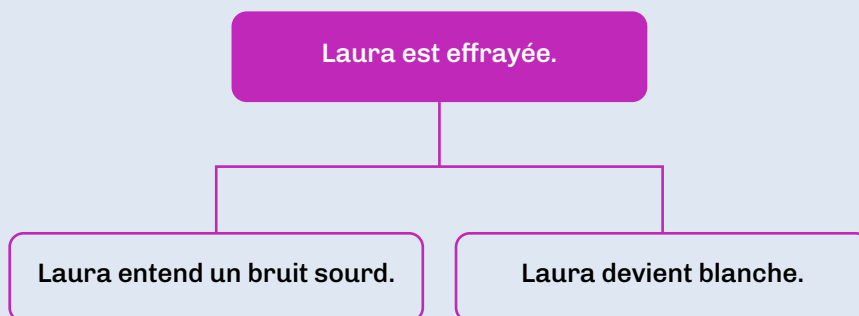 Laura est effrayée.
Laura entend un bruit sourd.
Laura devient blanche.